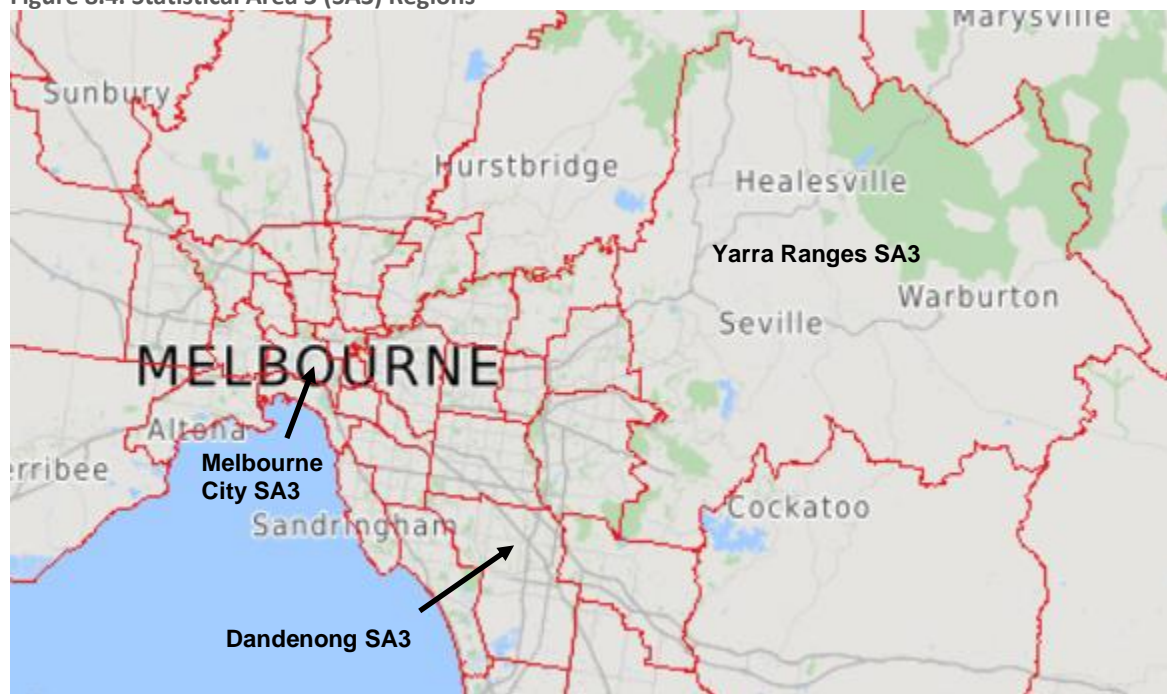 Figure 8.4: Statistical Area 3 (SA3) Regions
Marysville
Sunbury
Hurstbridge
Healesville
Yarra Ranges SA3
Warburton
Seville
MELBOURNE
Altona
erribee
Melbourne
City SA3
Sandringham
Cockatoo
Dandenong SA3